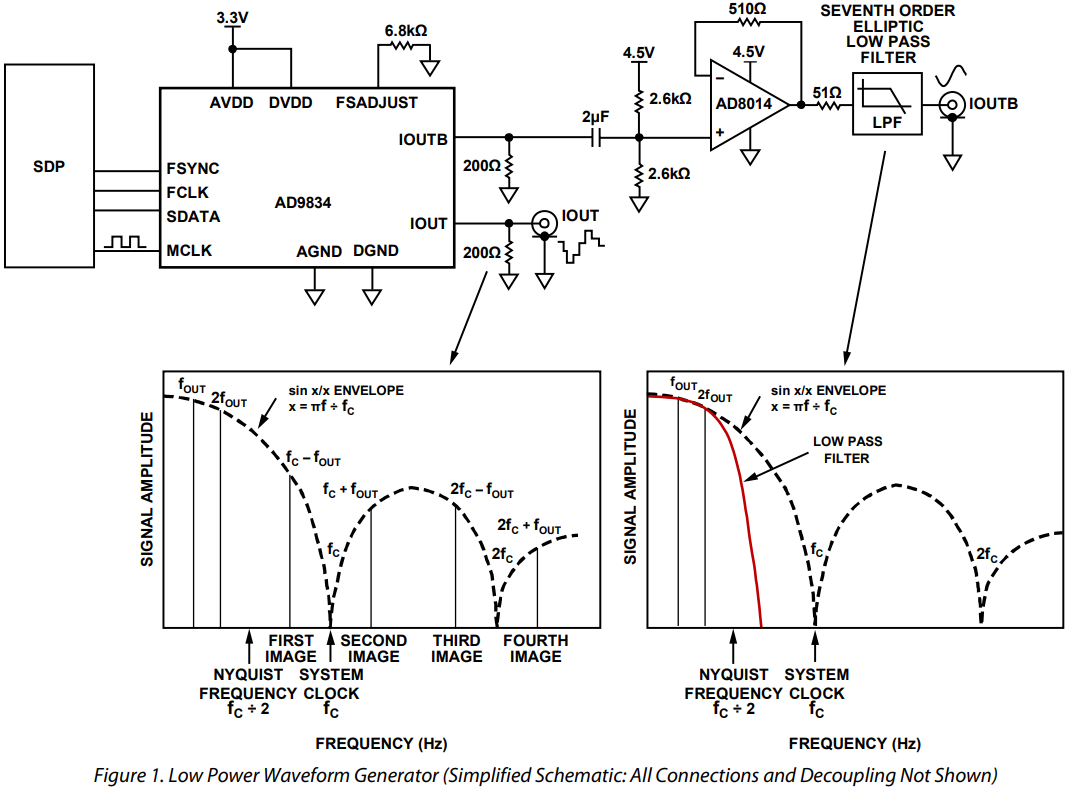 3.3V
6.8kΩ
AVDD DVDD FSADJUST
SDP
FSYNC
FCLK
SDATA
MCLK
AD9834
IOUTB
IOUT
AGND DGND
200Ω
200Ω
IOUT
2µF
4.5V
2.6kΩ
2.6kΩ
510Ω
4.5V
−
AD8014
+
51Ω
SEVENTH ORDER
ELLIPTIC
LOW PASS
FILTER
LPF
IOUTB
SIGNAL AMPLITUDE
fOUT
2fOUT
sin x/x ENVELOPE
x = πf ÷ fC
fC – fOUT
fC + fOUT
2fC – fOUT
2fC + fOUT
fC
2fC
FIRST
IMAGE
SECOND
IMAGE
THIRD
IMAGE
FOURTH
IMAGE
NYQUIST
FREQUENCY
fC ÷ 2
SYSTEM
CLOCK
fC
FREQUENCY (Hz)
SIGNAL AMPLITUDE
fOUT
2fOUT
sin x/x ENVELOPE
x = πf ÷ fC
LOW PASS
FILTER
fC
2fC
NYQUIST
FREQUENCY
fC ÷ 2
SYSTEM
CLOCK
fC
FREQUENCY (Hz)
Figure 1. Low Power Waveform Generator (Simplified Schematic: All Connections and Decoupling Not Shown)